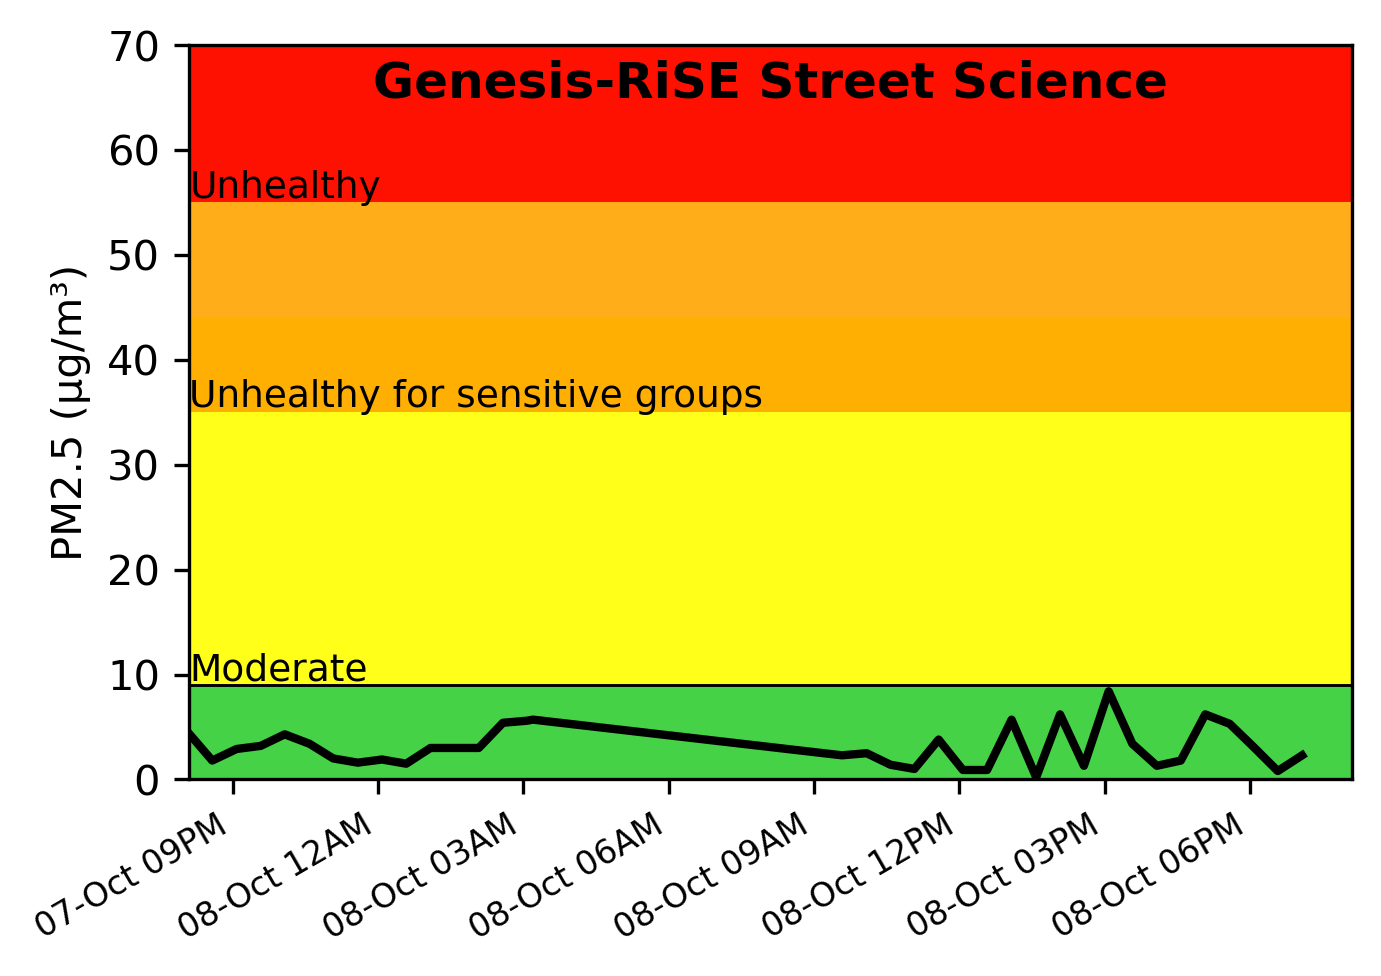 Genesis-RiSE Street Science
PM2.5 (µg/m³)
70
60
50
40
30
20
10
0
Unhealthy
Unhealthy for sensitive groups
Moderate
07-Oct 09PM
08-Oct 12AM
08-Oct 03AM
08-Oct 06AM
08-Oct 09AM
08-Oct 12PM
08-Oct 03PM
08-Oct 06PM